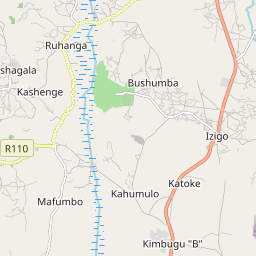 Ruhanga
shagala
Bushumba
Kashenge
Izigo
R110
Katoke
Kahumulo
Mafumbo
Kimbugu "B"